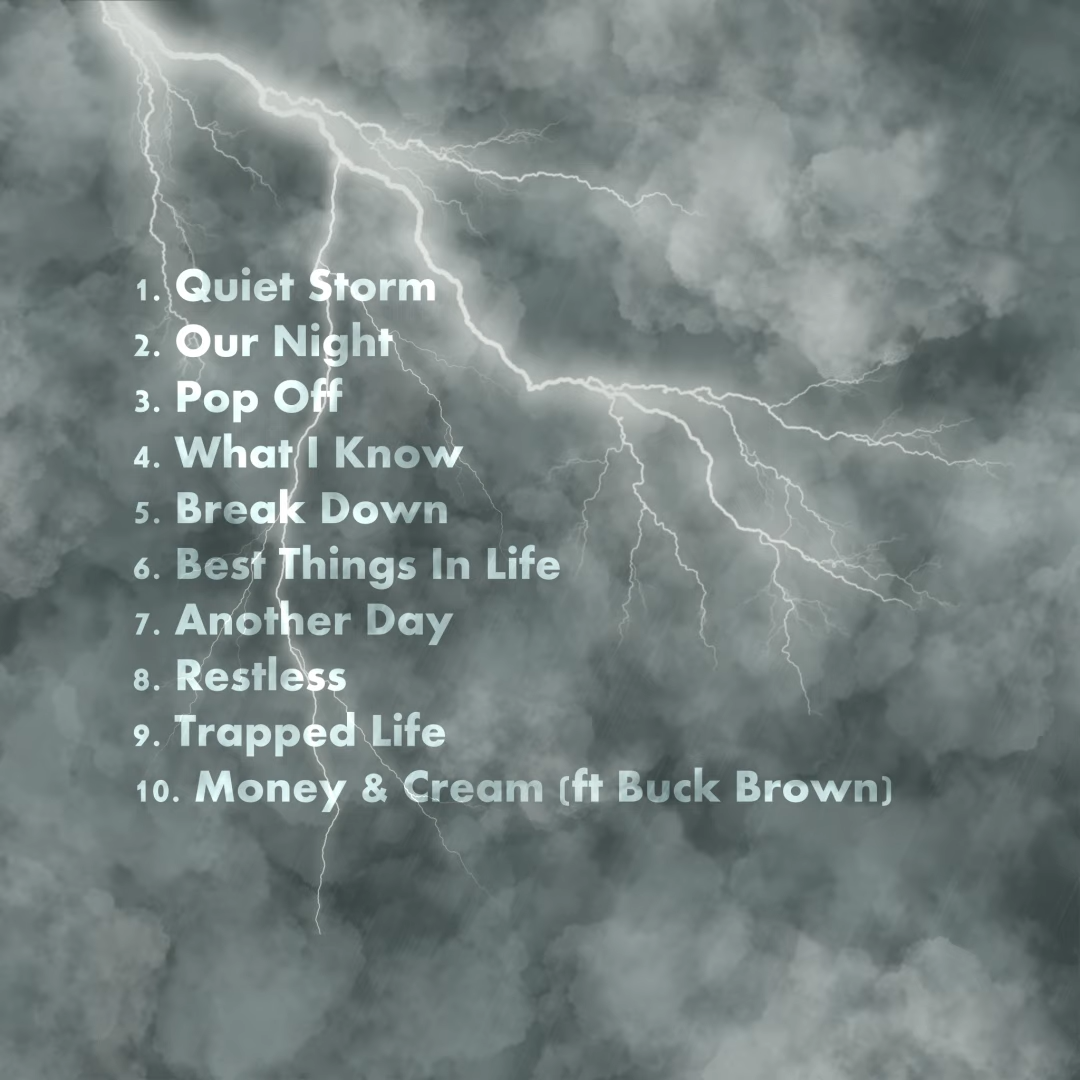 1. Quiet Storm
2. Our Night
3. Pop Off
4. What I Know
5. Break Down
6. Best Things In Life
7. Another Day
8. Restless
9. Trapped Life
10. Money & Cream (ft Buck Brown)